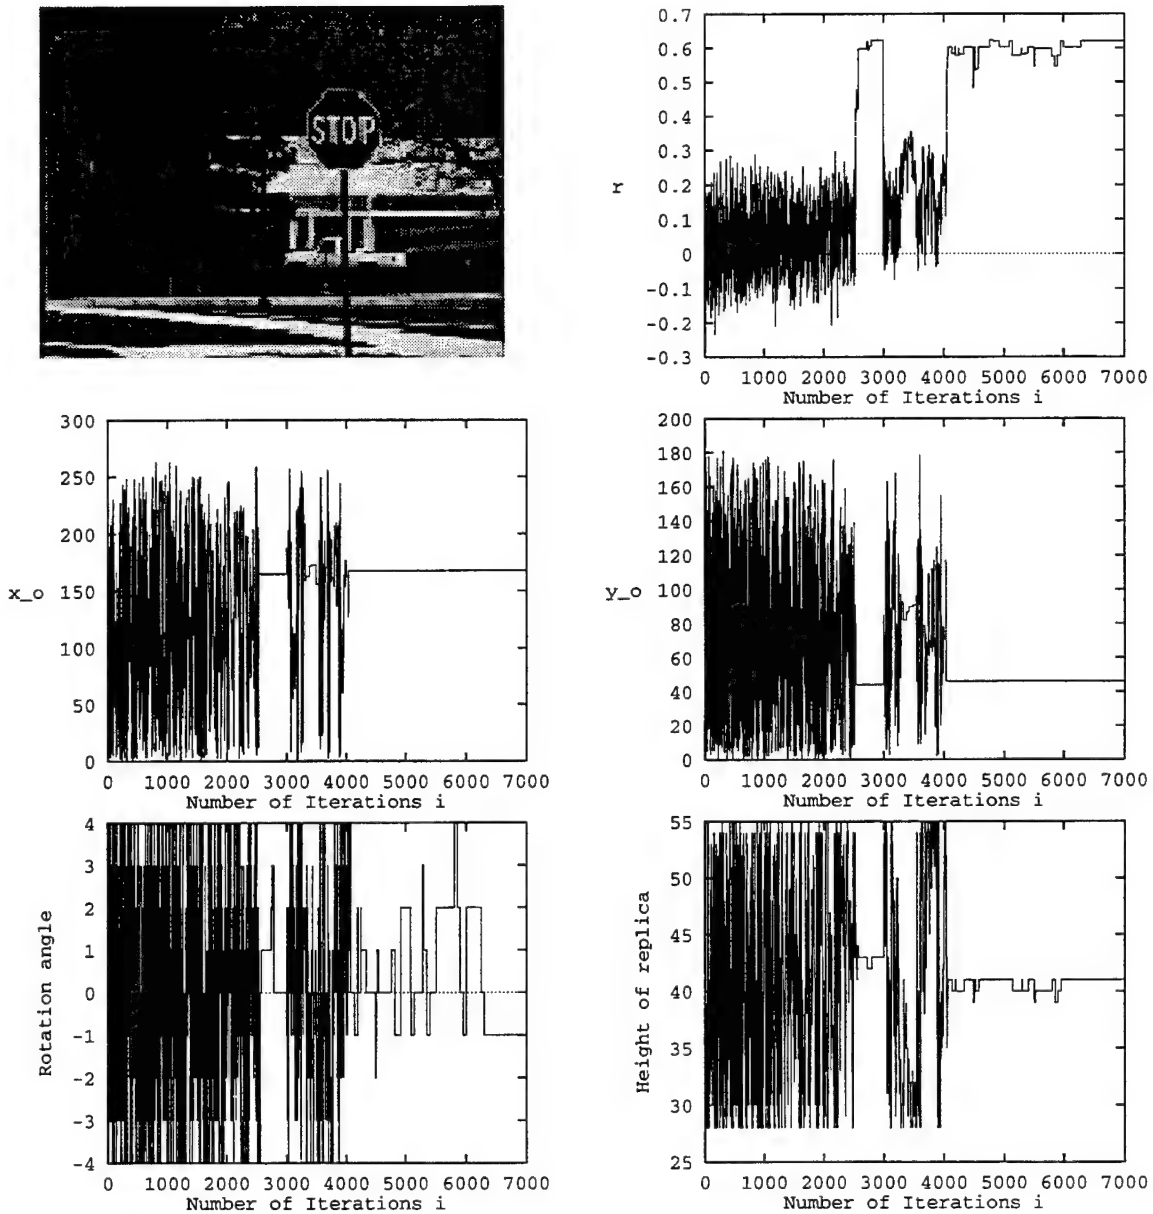 STOP
0.7
0.6
0.5
0.4
0.3
0.2
0.1
0
-0.1
-0.2
-0.3
r
0 1000 2000 3000 4000 5000 6000 7000
Number of Iterations i
300
250
200
150
100
50
0
x_o
0 1000 2000 3000 4000 5000 6000 7000
Number of Iterations i
200
180
160
140
120
100
80
60
40
20
0
y_o
0 1000 2000 3000 4000 5000 6000 7000
Number of Iterations i
4
3
2
1
0
-1
-2
-3
-4
Rotation angle
0 1000 2000 3000 4000 5000 6000 7000
Number of Iterations i
55
50
45
40
35
30
25
Height of replica
0 1000 2000 3000 4000 5000 6000 7000
Number of Iterations i